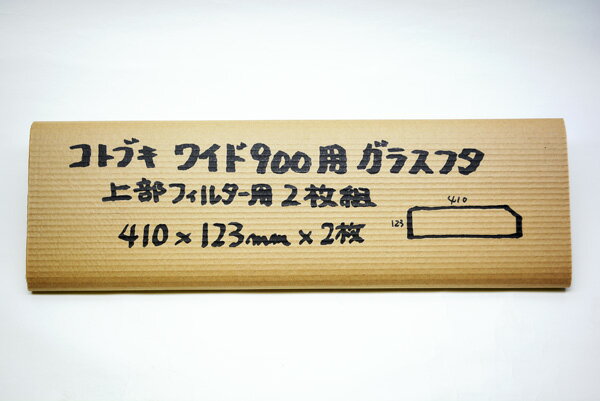 コトブキ ワイド900用 ガラスフタ
上部フィルター用2枚組
410×123mm×2枚
410
123